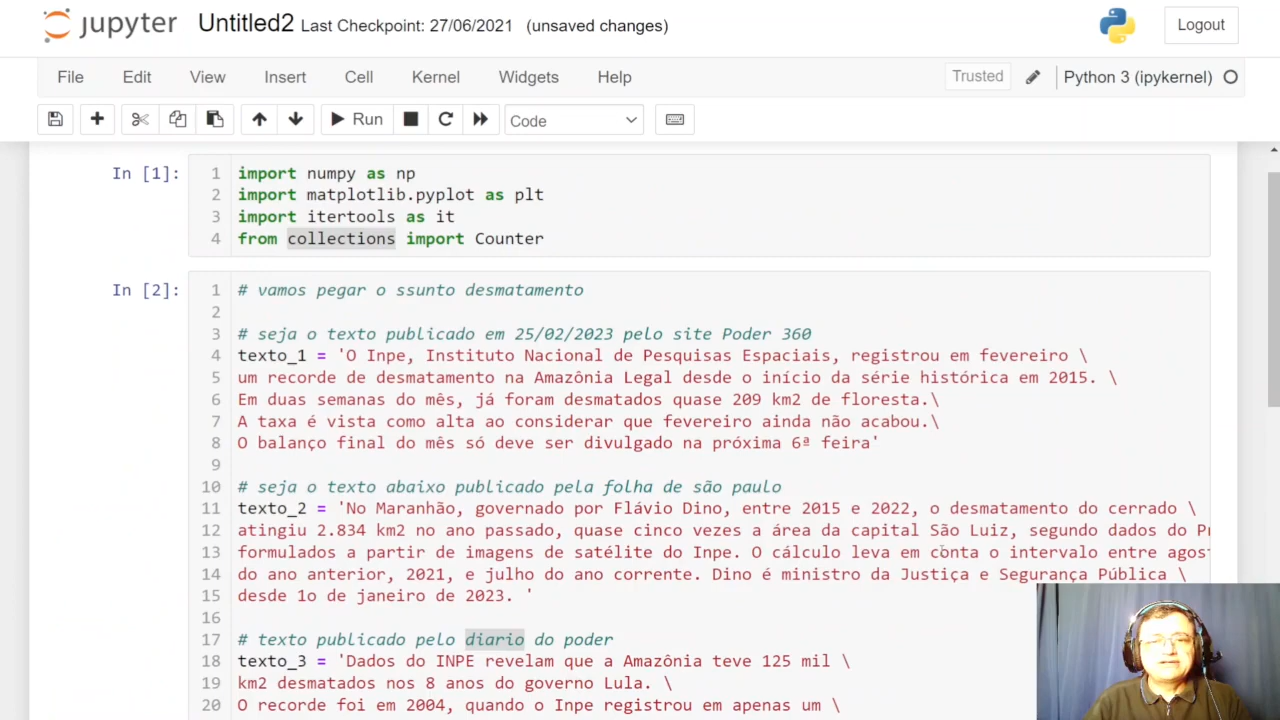 jupyter Untitled2 Last Checkpoint: 27/06/2021 (unsaved changes) Logout
File Edit View Insert Cell Kernel Widgets Help Trusted Python 3 (ipykernel)
Run Code
In [1]: 1 import numpy as np
2 import matplotlib.pyplot as plt
3 import itertools as it
4 from collections import Counter
In [2]: 1 # vamos pegar o ssunto desmatamento
2
3 # seja o texto publicado em 25/02/2023 pelo site Poder 360
4 texto_1 = 'O Inpe, Instituto Nacional de Pesquisas Espaciais, registrou em fevereiro \
5 um recorde de desmatamento na Amazônia Legal desde o início da série histórica em 2015. \
6 Em duas semanas do mês, já foram desmatados quase 209 km2 de floresta.\
7 A taxa é vista como alta ao considerar que fevereiro ainda não acabou.\
8 O balanço final do mês só deve ser divulgado na próxima 6ª feira'
9
10 # seja o texto abaixo publicado pela folha de são paulo
11 texto_2 = 'No Maranhão, governado por Flávio Dino, entre 2015 e 2022, o desmatamento do cerrado \
12 atingiu 2.834 km2 no ano passado, quase cinco vezes a área da capital São Luiz, segundo dados do
13 formulados a partir de imagens de satélite do Inpe. O cálculo leva em conta o intervalo entre
14 do ano anterior, 2021, e julho do ano corrente. Dino é ministro da Justiça e Segurança Pública \
15 desde 1o de janeiro de 2023. '
16
17 # texto publicado pelo diario do poder
18 texto_3 = 'Dados do INPE revelam que a Amazônia teve 125 mil \
19 km2 desmatados nos 8 anos do governo Lula. \
20 O recorde foi em 2004, quando o Inpe registrou em apenas um \